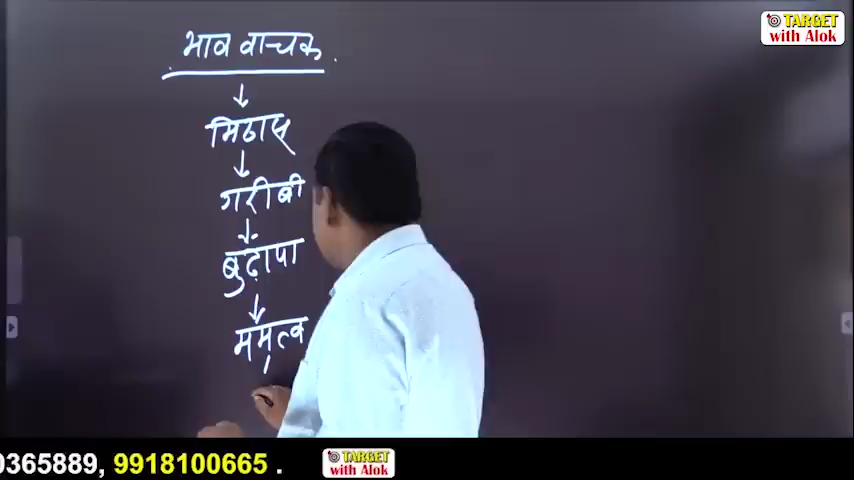 TARGET
with Alok
भाव वाचक
मिठास
गरीबी
बुढ़ापा
ममत्व
0365889, 9918100665 .
TARGET
with Alok